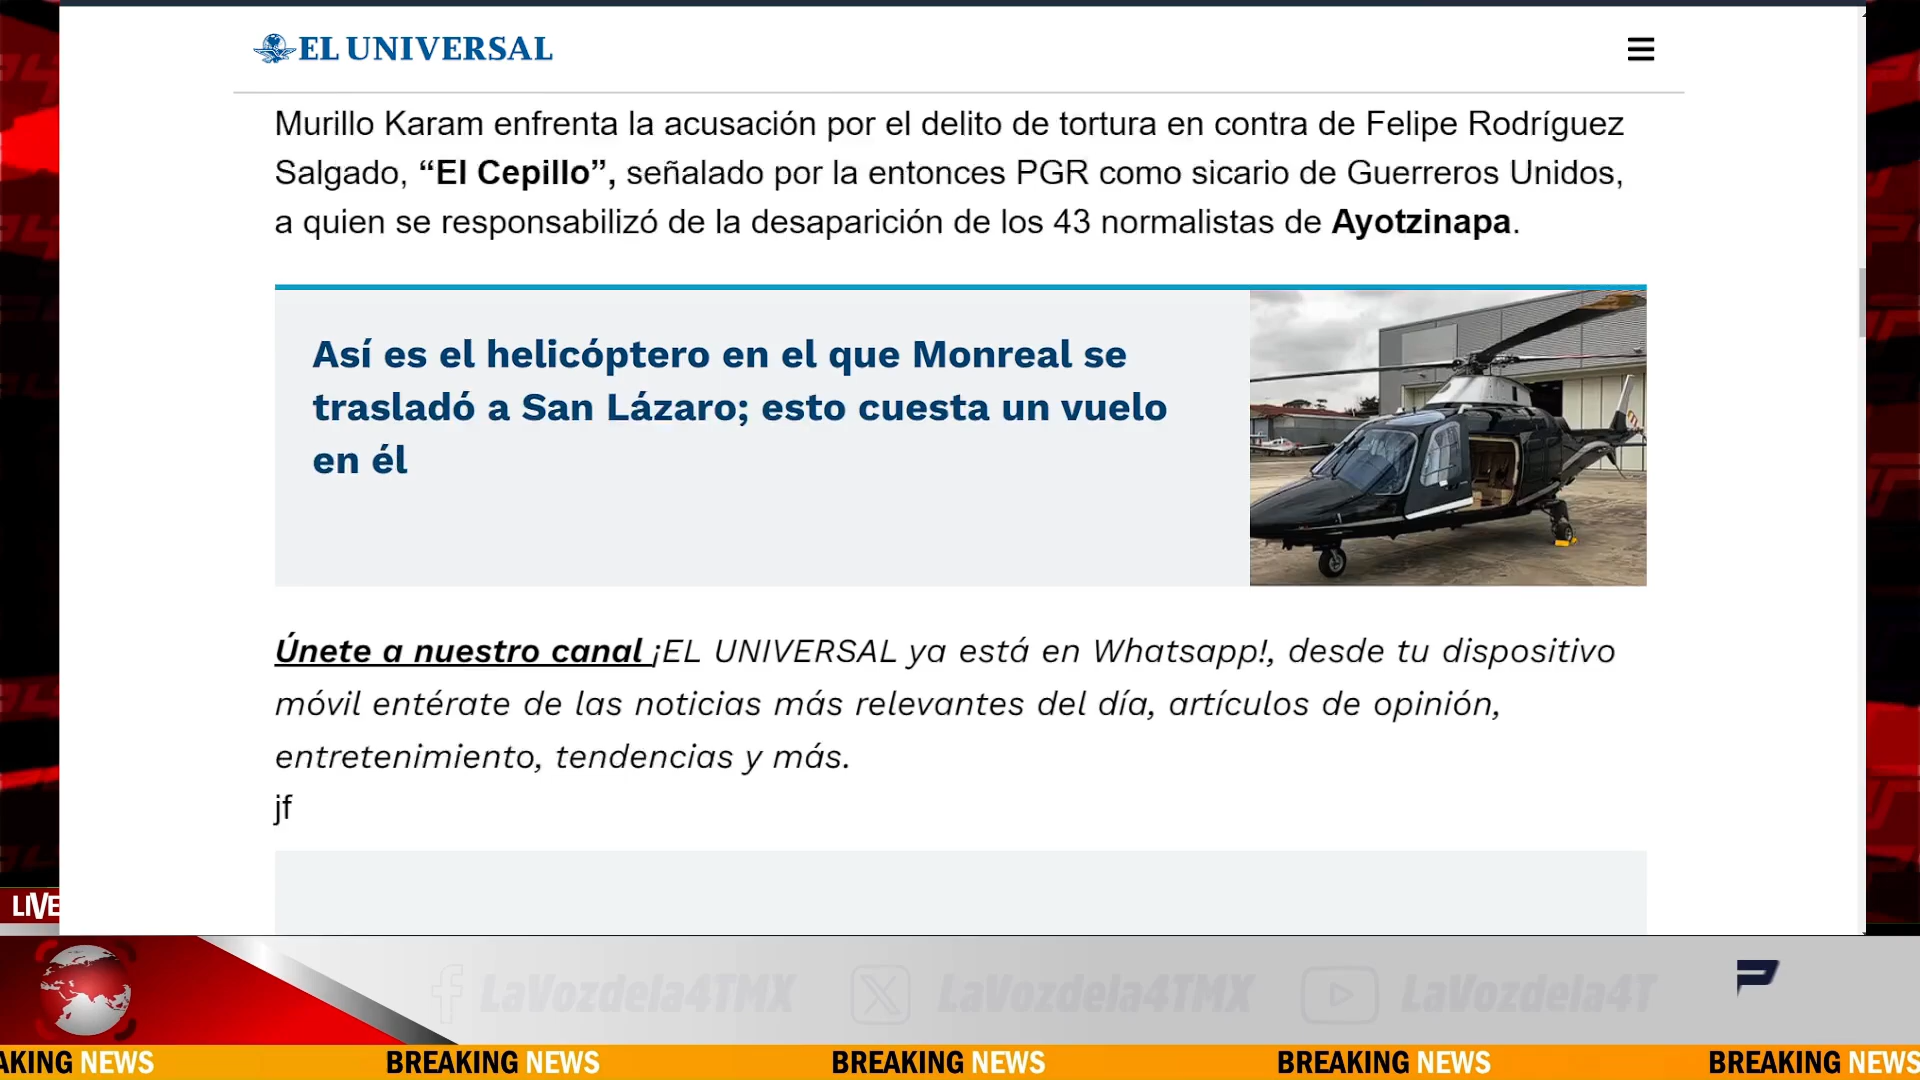 EL UNIVERSAL
Murillo Karam enfrenta la acusación por el delito de tortura en contra de Felipe Rodríguez
Salgado, “El Cepillo”, señalado por la entonces PGR como sicario de Guerreros Unidos,
a quien se responsabilizó de la desaparición de los 43 normalistas de Ayotzinapa.
Así es el helicóptero en el que Monreal se
trasladó a San Lázaro; esto cuesta un vuelo
en él
Únete a nuestro canal ¡EL UNIVERSAL ya está en Whatsapp!, desde tu dispositivo
móvil entérate de las noticias más relevantes del día, artículos de opinión,
entretenimiento, tendencias y más.
jf
LIVE
LaVozdela4TMX LaVozdela4TMX LaVozdela4T
AKING NEWS BREAKING NEWS BREAKING NEWS BREAKING NEWS BREAKING NEWS